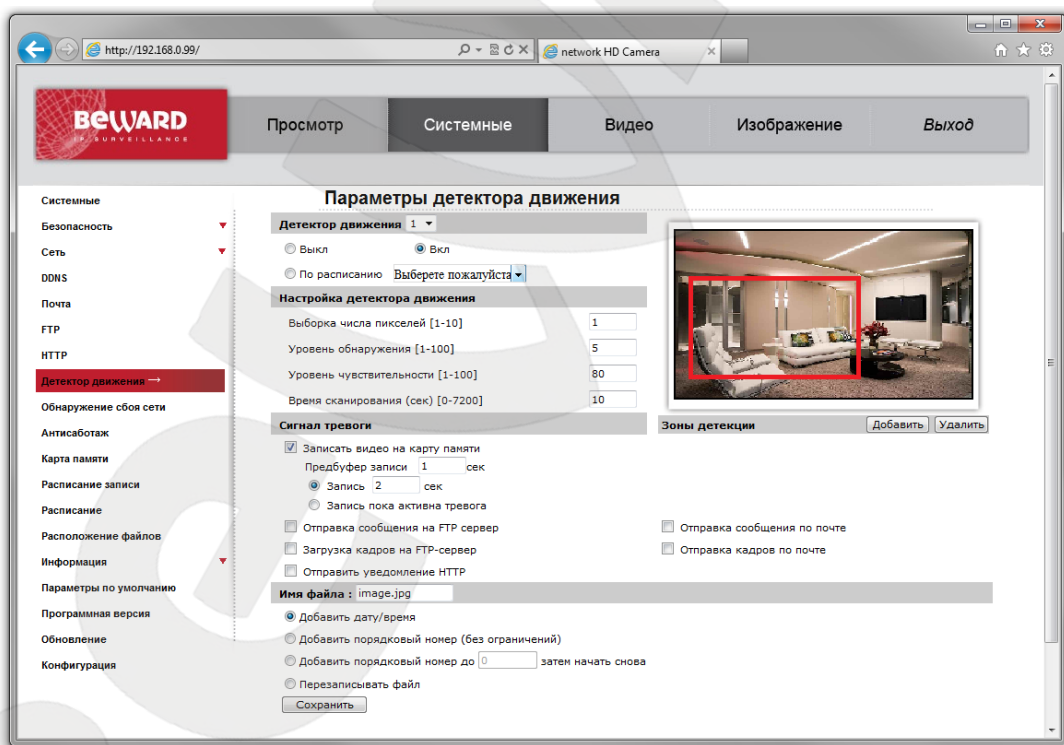 http://192.168.0.99/
network HD Camera
BEWARD
IP SURVEILLANCE
Просмотр
Системные
Видео
Изображение
Выход
Системные
Безопасность
Сеть
DDNS
Почта
FTP
HTTP
Детектор движения →
Обнаружение сбоя сети
Антисаботаж
Карта памяти
Расписание записи
Расписание
Расположение файлов
Информация
Параметры по умолчанию
Программная версия
Обновление
Конфигурация
Параметры детектора движения
Детектор движения 1
Выкл Вкл
По расписанию Выберете пожалуйста
Настройка детектора движения
Выборка числа пикселей [1-10] 1
Уровень обнаружения [1-100] 5
Уровень чувствительности [1-100] 80
Время сканирования (сек) [0-7200] 10
Сигнал тревоги
Зоны детекции Добавить Удалить
Записать видео на карту памяти
Предбуфер записи 1 сек
Запись 2 сек
Запись пока активна тревога
Отправка сообщения на FTP сервер
Отправка сообщения по почте
Загрузка кадров на FTP-сервер
Отправка кадров по почте
Отправить уведомление HTTP
Имя файла : image.jpg
Добавить дату/время
Добавить порядковый номер (без ограничений)
Добавить порядковый номер до 0 затем начать снова
Перезаписывать файл
Сохранить